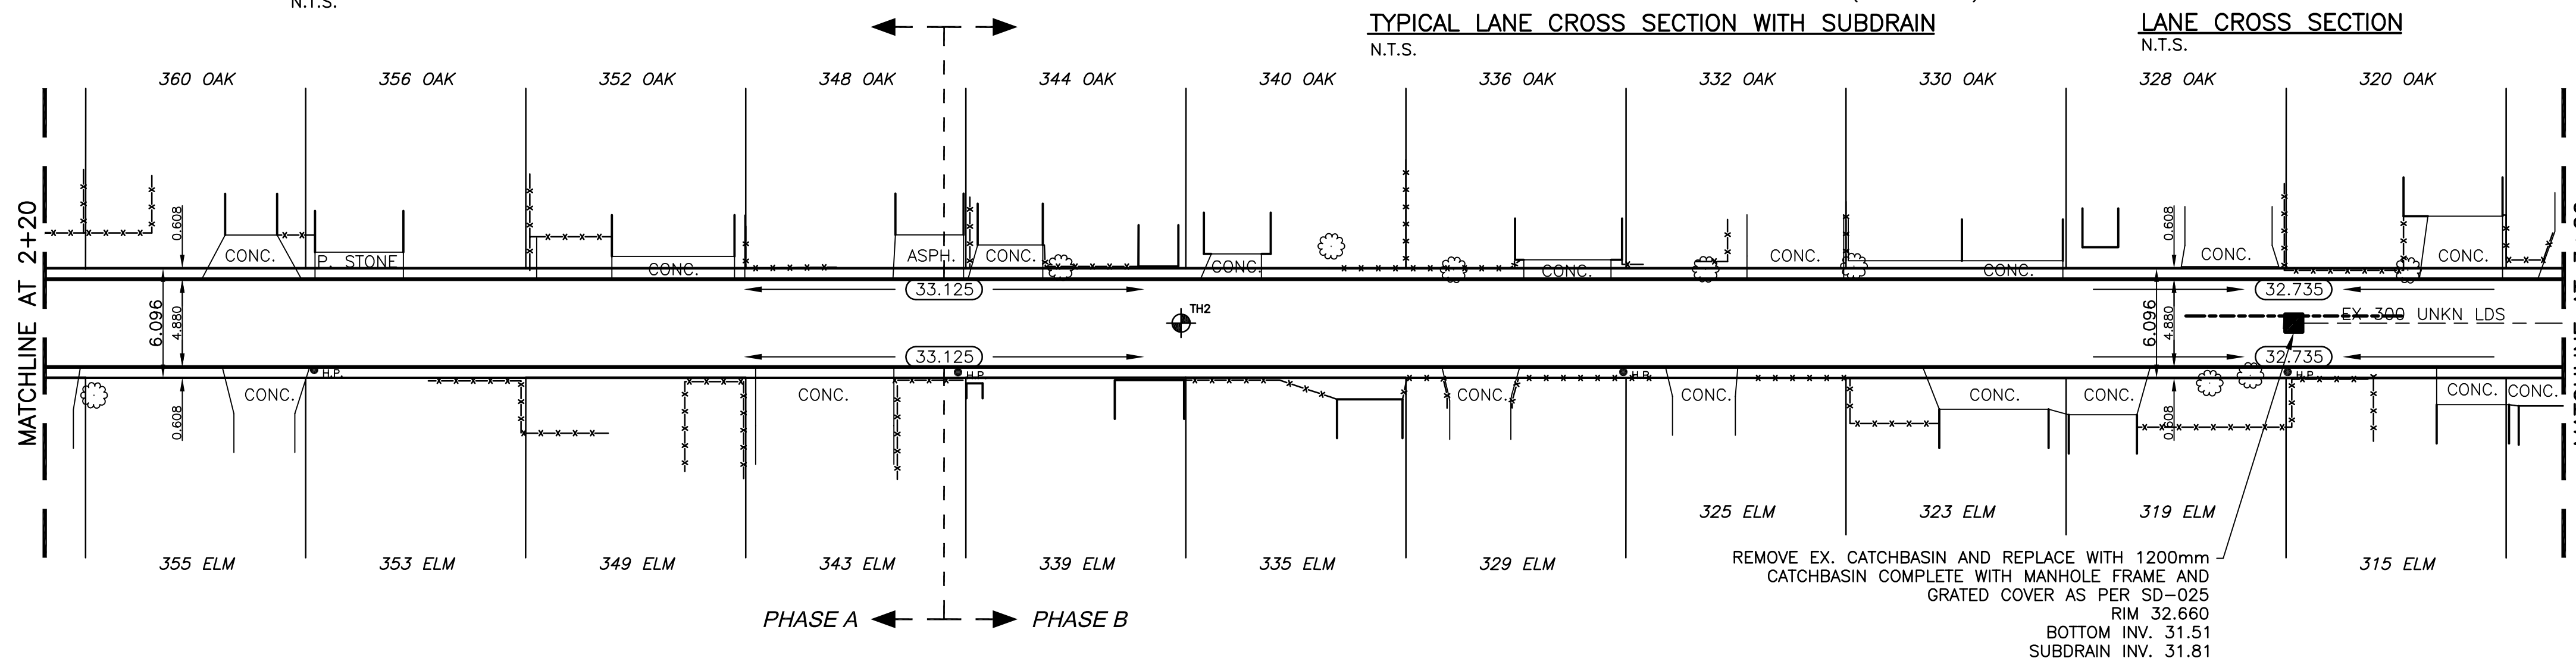 N.T.S.
TYPICAL LANE CROSS SECTION WITH SUBDRAIN
N.T.S.
LANE CROSS SECTION
N.T.S.
360 OAK
356 OAK
352 OAK
348 OAK
344 OAK
340 OAK
336 OAK
332 OAK
330 OAK
328 OAK
320 OAK
MATCHLINE AT 2+20
0.608
0.608
CONC.
P. STONE
CONC.
ASPH.
CONC.
CONC.
CONC.
CONC.
CONC.
CONC.
CONC.
33.125
32.735
6.096
4.880
TH2
6.096
4.880
EX 300 UNKN LDS
33.125
32.735
H.P.
H.P.
H.P.
H.P.
0.608
CONC.
CONC.
CONC.
CONC.
CONC.
CONC.
0.608
CONC.
CONC.
325 ELM
323 ELM
319 ELM
355 ELM
353 ELM
349 ELM
343 ELM
339 ELM
335 ELM
329 ELM
315 ELM
REMOVE EX. CATCHBASIN AND REPLACE WITH 1200mm
CATCHBASIN COMPLETE WITH MANHOLE FRAME AND
GRATED COVER AS PER SD-025
RIM 32.660
BOTTOM INV. 31.51
SUBDRAIN INV. 31.81
PHASE A
PHASE B